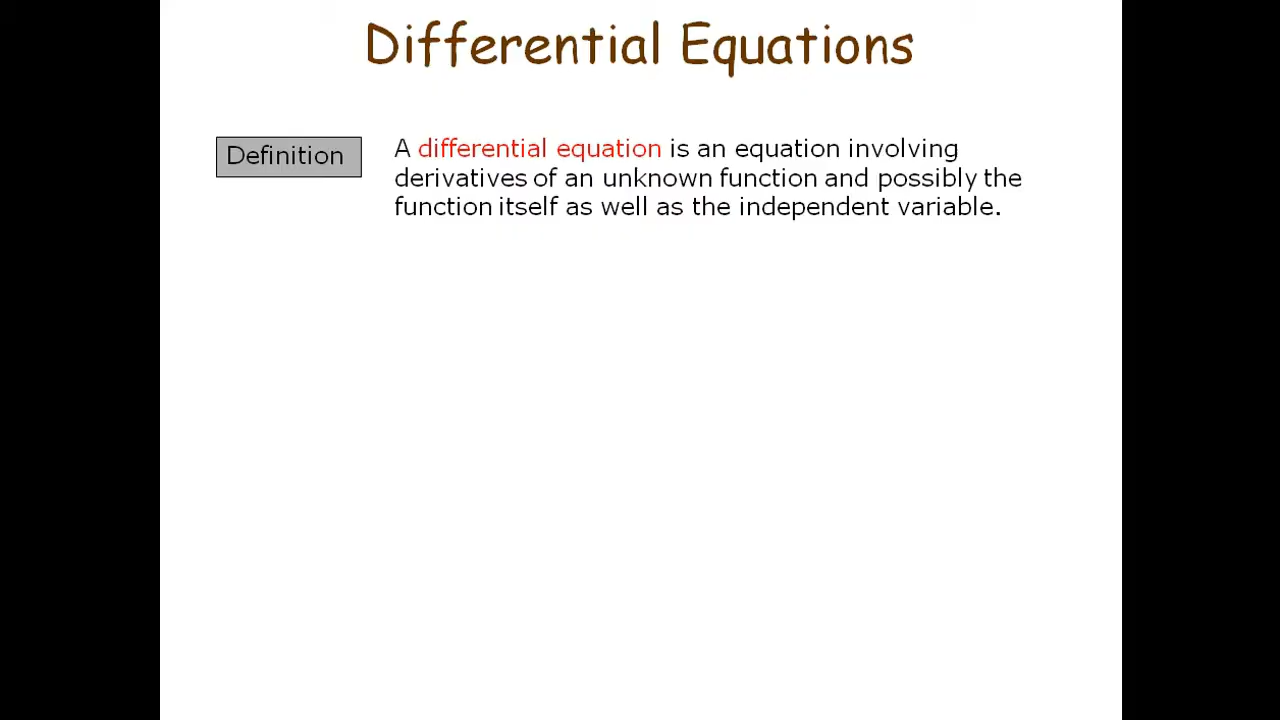 Differential Equations
Definition
A differential equation is an equation involving
derivatives of an unknown function and possibly the
function itself as well as the independent variable.